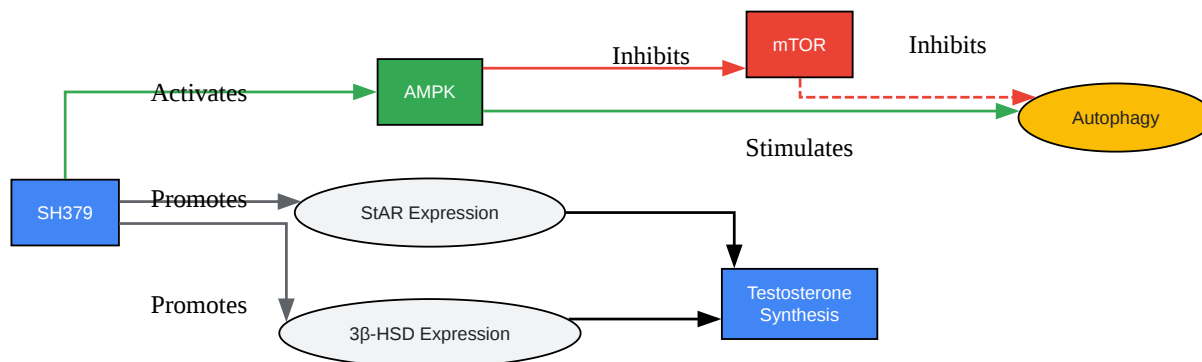 mTOR
Inhibits
Inhibits
AMPK
Activates
Autophagy
Stimulates
SH379
Promotes
StAR Expression
Testosterone
Synthesis
Promotes
3β-HSD Expression